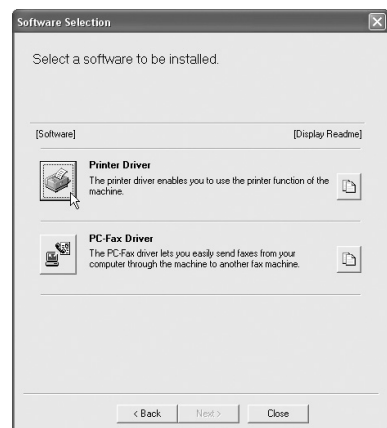 Software Selection
Select a software to be installed.
[Software] [Display Readme]
Printer Driver
The printer driver enables you to use the printer function of the
machine.
PC-Fax Driver
The PC-Fax driver lets you easily send faxes from your
computer through the machine to another fax machine.
< Back Next > Close